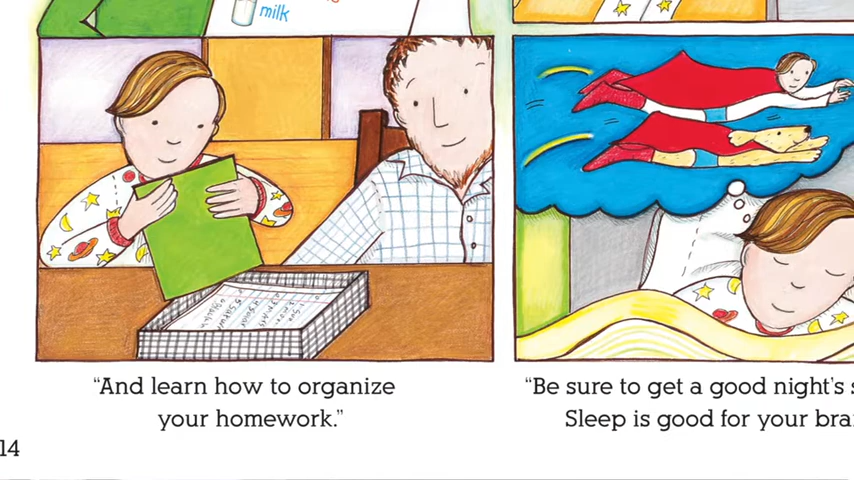 milk
“And learn how to organize
your homework.”
“Be sure to get a good night's s
Sleep is good for your brai
14